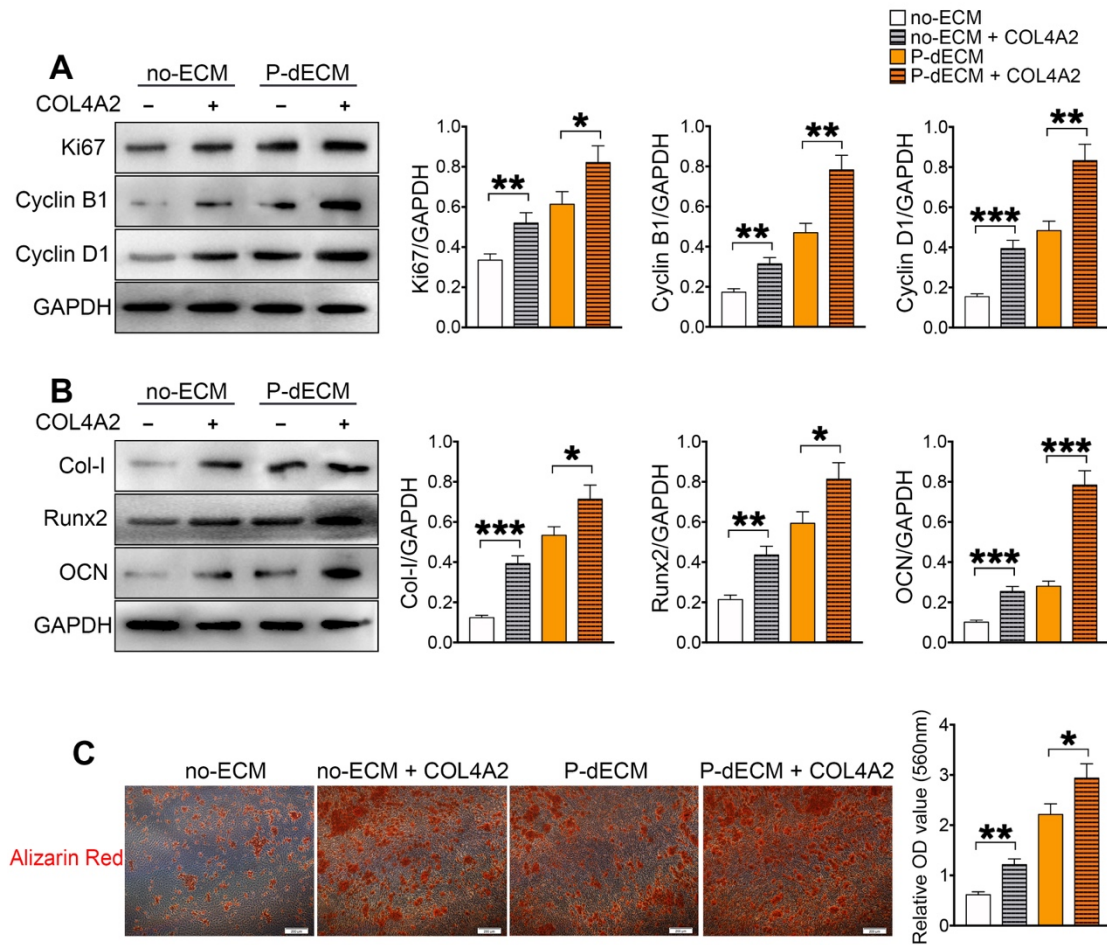 no-ECM
no-ECM + COL4A2
P-dECM
P-dECM + COL4A2
A
no-ECM P-dECM
COL4A2 – + – +
Ki67
Cyclin B1
Cyclin D1
GAPDH
Ki67/GAPDH
1.0
0.8
0.6
0.4
0.2
0.0
** *
Cyclin B1/GAPDH
1.0
0.8
0.6
0.4
0.2
0.0
** **
Cyclin D1/GAPDH
1.0
0.8
0.6
0.4
0.2
0.0
*** **
B
no-ECM P-dECM
COL4A2 – + – +
Col-I
Runx2
OCN
GAPDH
Col-I/GAPDH
1.0
0.8
0.6
0.4
0.2
0.0
*** *
Runx2/GAPDH
1.0
0.8
0.6
0.4
0.2
0.0
** *
OCN/GAPDH
1.0
0.8
0.6
0.4
0.2
0.0
*** ***
C
no-ECM no-ECM + COL4A2 P-dECM P-dECM + COL4A2
Alizarin Red
Relative OD value (560nm)
4
3
2
1
0
** *